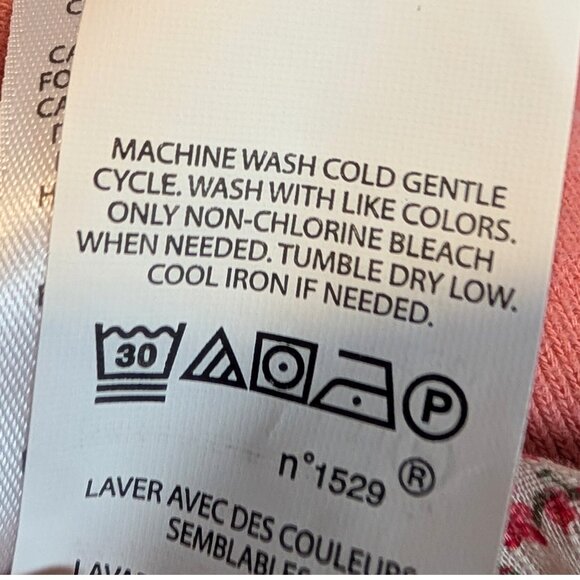 MACHINE WASH COLD GENTLE
CYCLE. WASH WITH LIKE COLORS.
ONLY NON-CHLORINE BLEACH
WHEN NEEDED. TUMBLE DRY LOW.
COOL IRON IF NEEDED.
30 P
n°1529 ®
LAVER AVEC DES COULEURS
SEMBLABLES